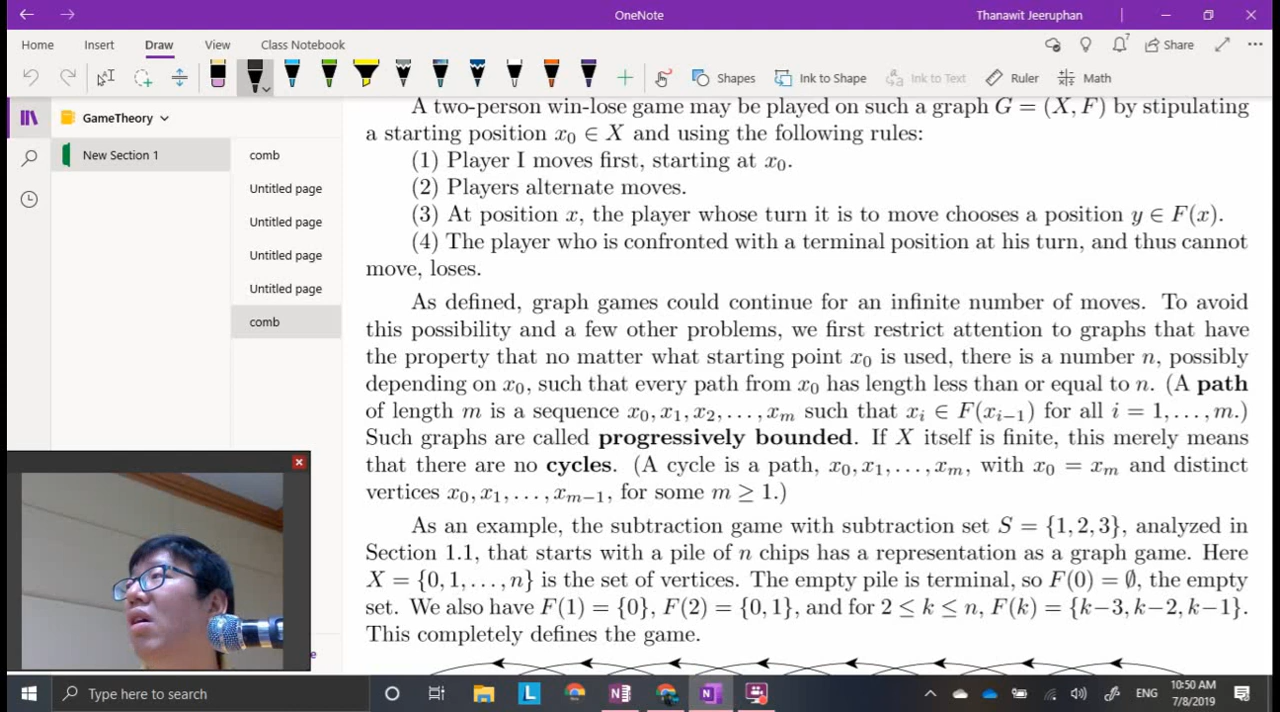 OneNote
Thanawit Jeeruphan
Home Insert Draw View Class Notebook
Share
Shapes Ink to Shape Ink to Text Ruler Math
GameTheory
New Section 1
comb
Untitled page
Untitled page
Untitled page
Untitled page
comb
A two-person win-lose game may be played on such a graph G = (X, F) by stipulating
a starting position x₀ ∈ X and using the following rules:
(1) Player I moves first, starting at x₀.
(2) Players alternate moves.
(3) At position x, the player whose turn it is to move chooses a position y ∈ F(x).
(4) The player who is confronted with a terminal position at his turn, and thus cannot
move, loses.
As defined, graph games could continue for an infinite number of moves. To avoid
this possibility and a few other problems, we first restrict attention to graphs that have
the property that no matter what starting point x₀ is used, there is a number n, possibly
depending on x₀, such that every path from x₀ has length less than or equal to n. (A path
of length m is a sequence x₀, x₁, x₂, . . . , xₘ such that xᵢ ∈ F(xᵢ₋₁) for all i = 1, . . . , m.)
Such graphs are called progressively bounded. If X itself is finite, this merely means
that there are no cycles. (A cycle is a path, x₀, x₁, . . . , xₘ, with x₀ = xₘ and distinct
vertices x₀, x₁, . . . , xₘ₋₁, for some m ≥ 1.)
As an example, the subtraction game with subtraction set S = {1, 2, 3}, analyzed in
Section 1.1, that starts with a pile of n chips has a representation as a graph game. Here
X = {0, 1, . . . , n} is the set of vertices. The empty pile is terminal, so F(0) = ∅, the empty
set. We also have F(1) = {0}, F(2) = {0, 1}, and for 2 ≤ k ≤ n, F(k) = {k−3, k−2, k−1}.
This completely defines the game.
Type here to search
ENG
10:50 AM
7/8/2019